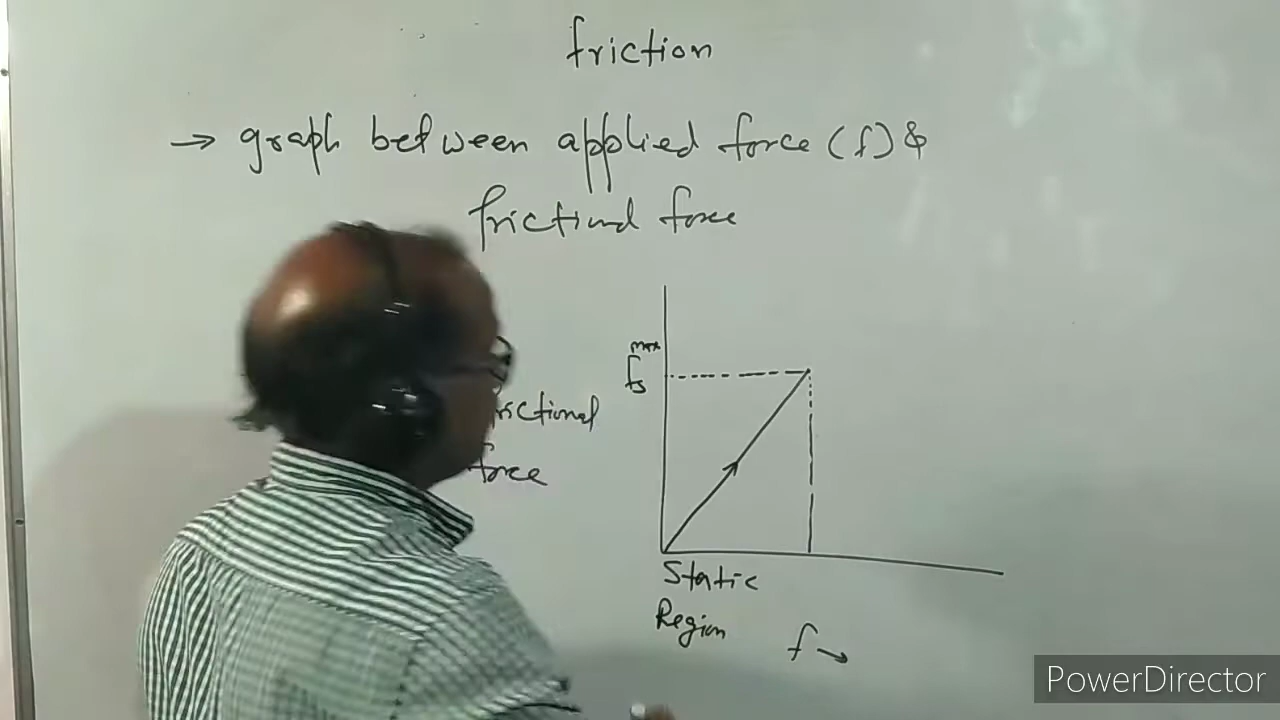 friction
→ graph between applied force (f) &
frictional force
max
fs
rictional
force
Static
Region
f →
PowerDirector